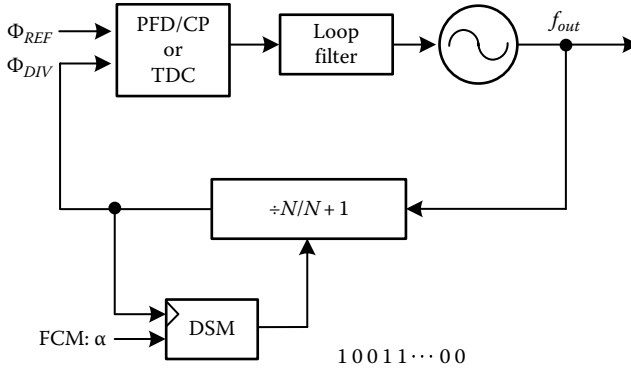 Φ_REF
Φ_DIV
PFD/CP
or
TDC
Loop
filter
f_out
÷N/N + 1
DSM
FCM: α
1 0 0 1 1 ··· 0 0